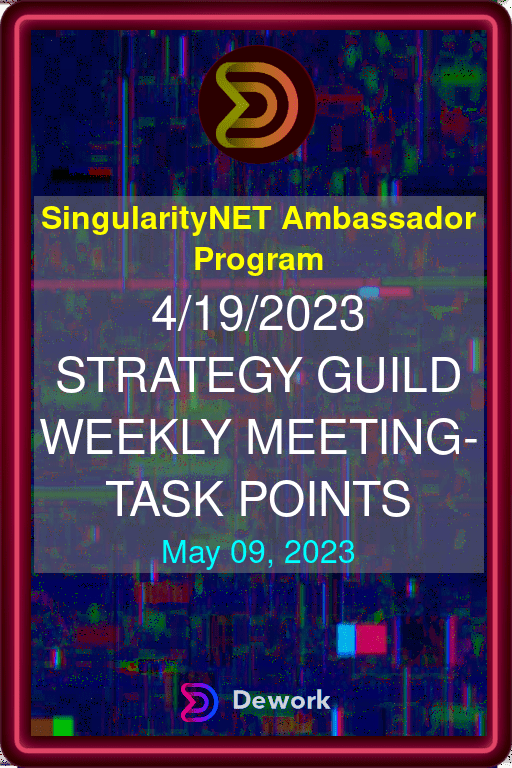 SingularityNET Ambassador
Program
4/19/2023
STRATEGY GUILD
WEEKLY MEETING-
TASK POINTS
May 09, 2023
Dework